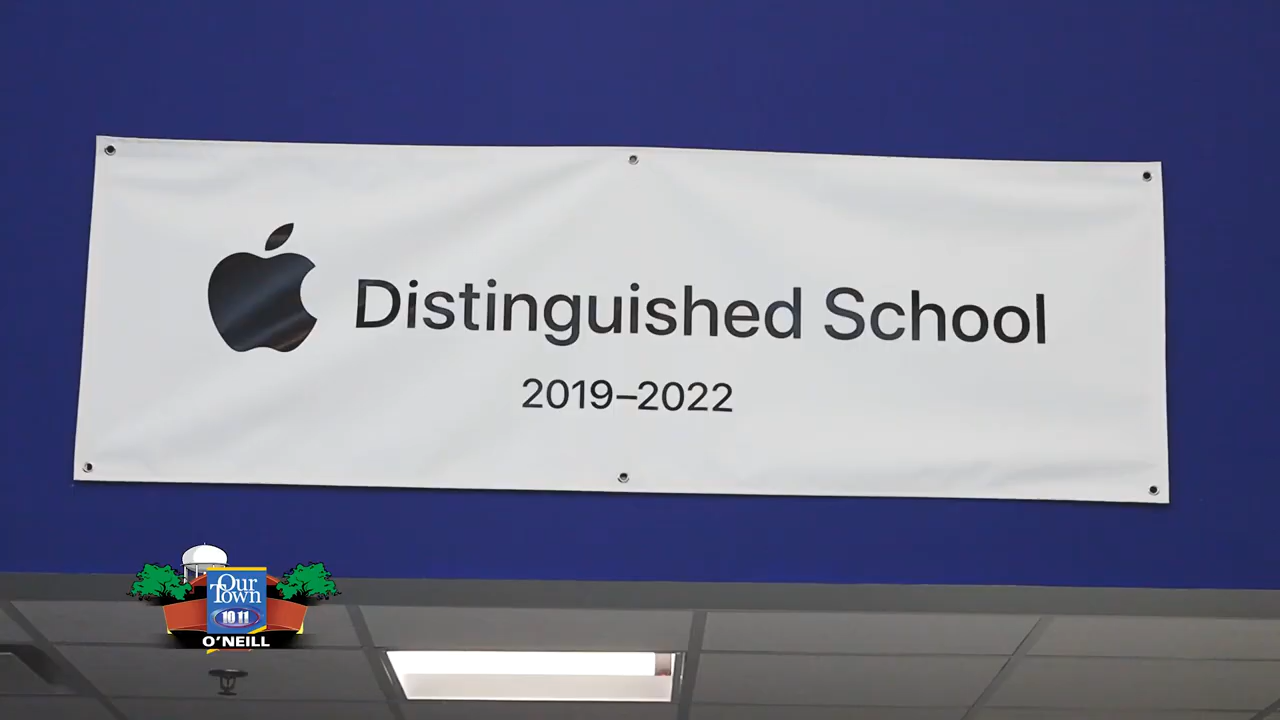 Distinguished School
2019–2022
Our
Town
10 11
O'NEILL